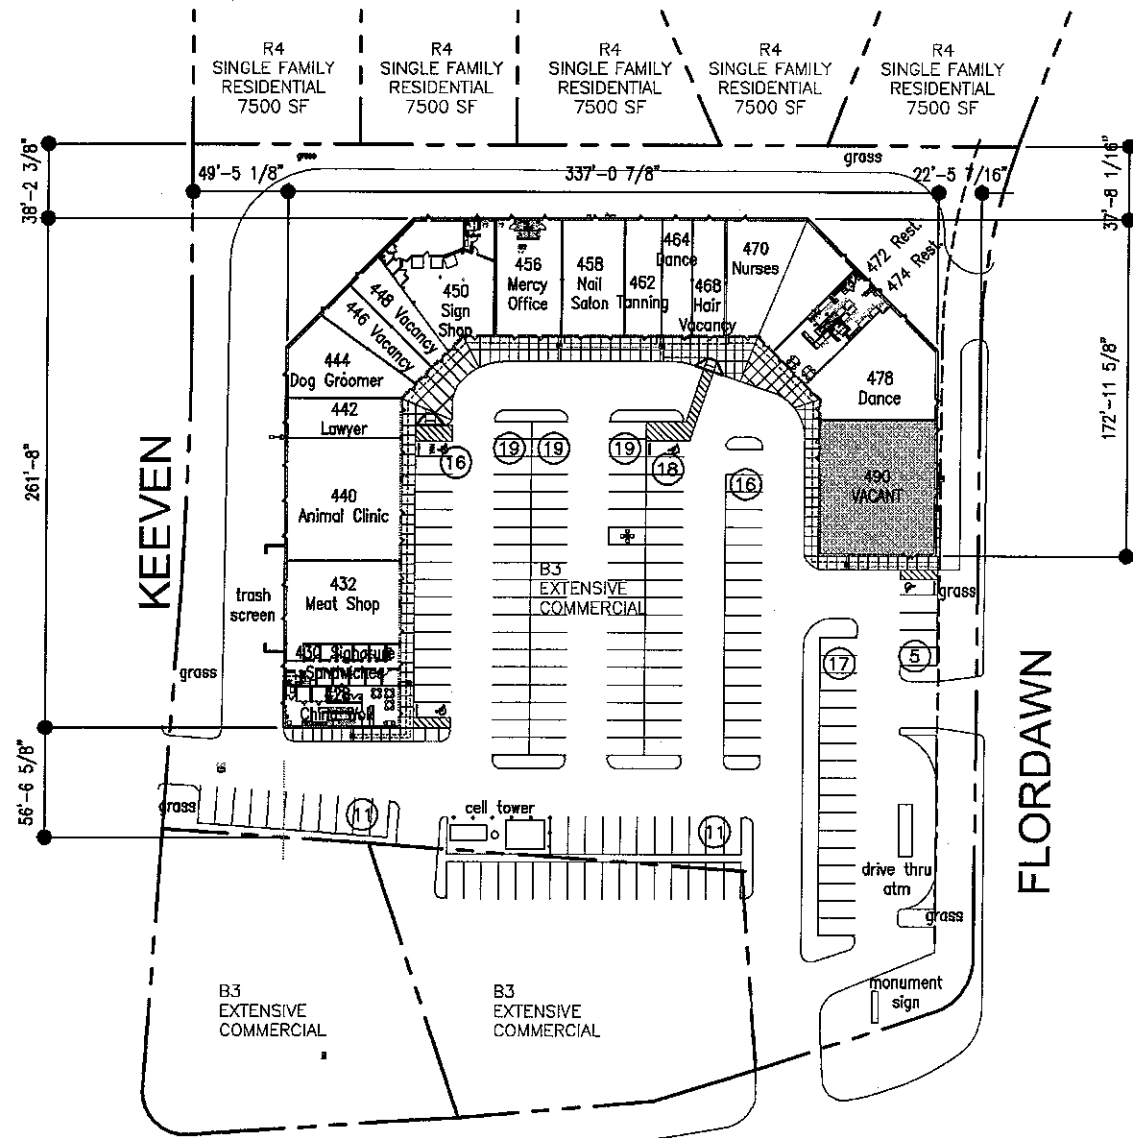 R4
SINGLE FAMILY
RESIDENTIAL
7500 SF
R4
SINGLE FAMILY
RESIDENTIAL
7500 SF
R4
SINGLE FAMILY
RESIDENTIAL
7500 SF
R4
SINGLE FAMILY
RESIDENTIAL
7500 SF
R4
SINGLE FAMILY
RESIDENTIAL
7500 SF
38'-2 3/8"
49'-5 1/8"
grass
337'-0 7/8"
grass
22'-5 7/16"
37'-8 1/16"
450
Sign
Shop
456
Mercy
Office
458
Nail
Salon
462
Tanning
464
Dance
468
Hair
Vacancy
470
Nurses
472 Rest.
474 Rest.
448 Vacancy
446 Vacancy
444
Dog Groomer
442
Lawyer
440
Animal Clinic
432
Meat Shop
430 Signature
Sandwiches
428
China Wok
478
Dance
490
VACANT
172'-11 5/8"
261'-8"
56'-6 5/8"
KEEVEN
FLORDAWN
trash
screen
grass
grass
16
19
19
19
18
16
B3
EXTENSIVE
COMMERCIAL
17
5
grass
11
cell tower
11
drive thru
atm
grass
monument
sign
B3
EXTENSIVE
COMMERCIAL
B3
EXTENSIVE
COMMERCIAL